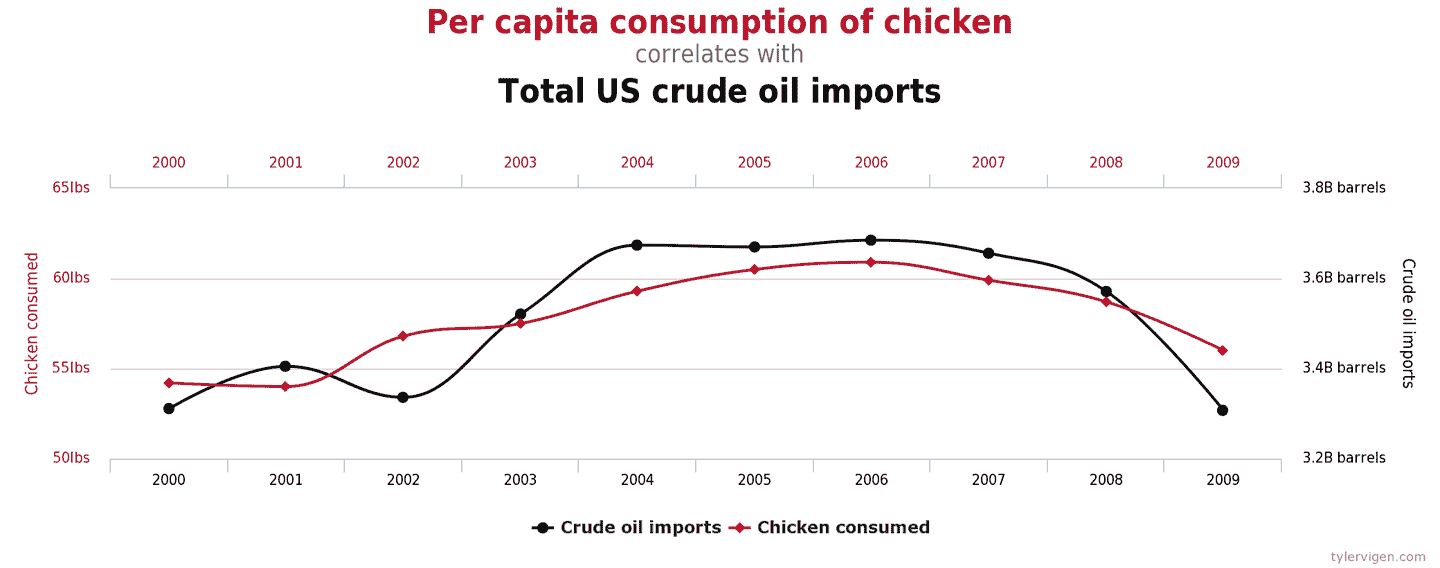 Per capita consumption of chicken
correlates with
Total US crude oil imports
2000 2001 2002 2003 2004 2005 2006 2007 2008 2009
65lbs 3.8B barrels
60lbs 3.6B barrels
55lbs 3.4B barrels
50lbs 3.2B barrels
Chicken consumed
Crude oil imports
2000 2001 2002 2003 2004 2005 2006 2007 2008 2009
Crude oil imports Chicken consumed
tylervigen.com